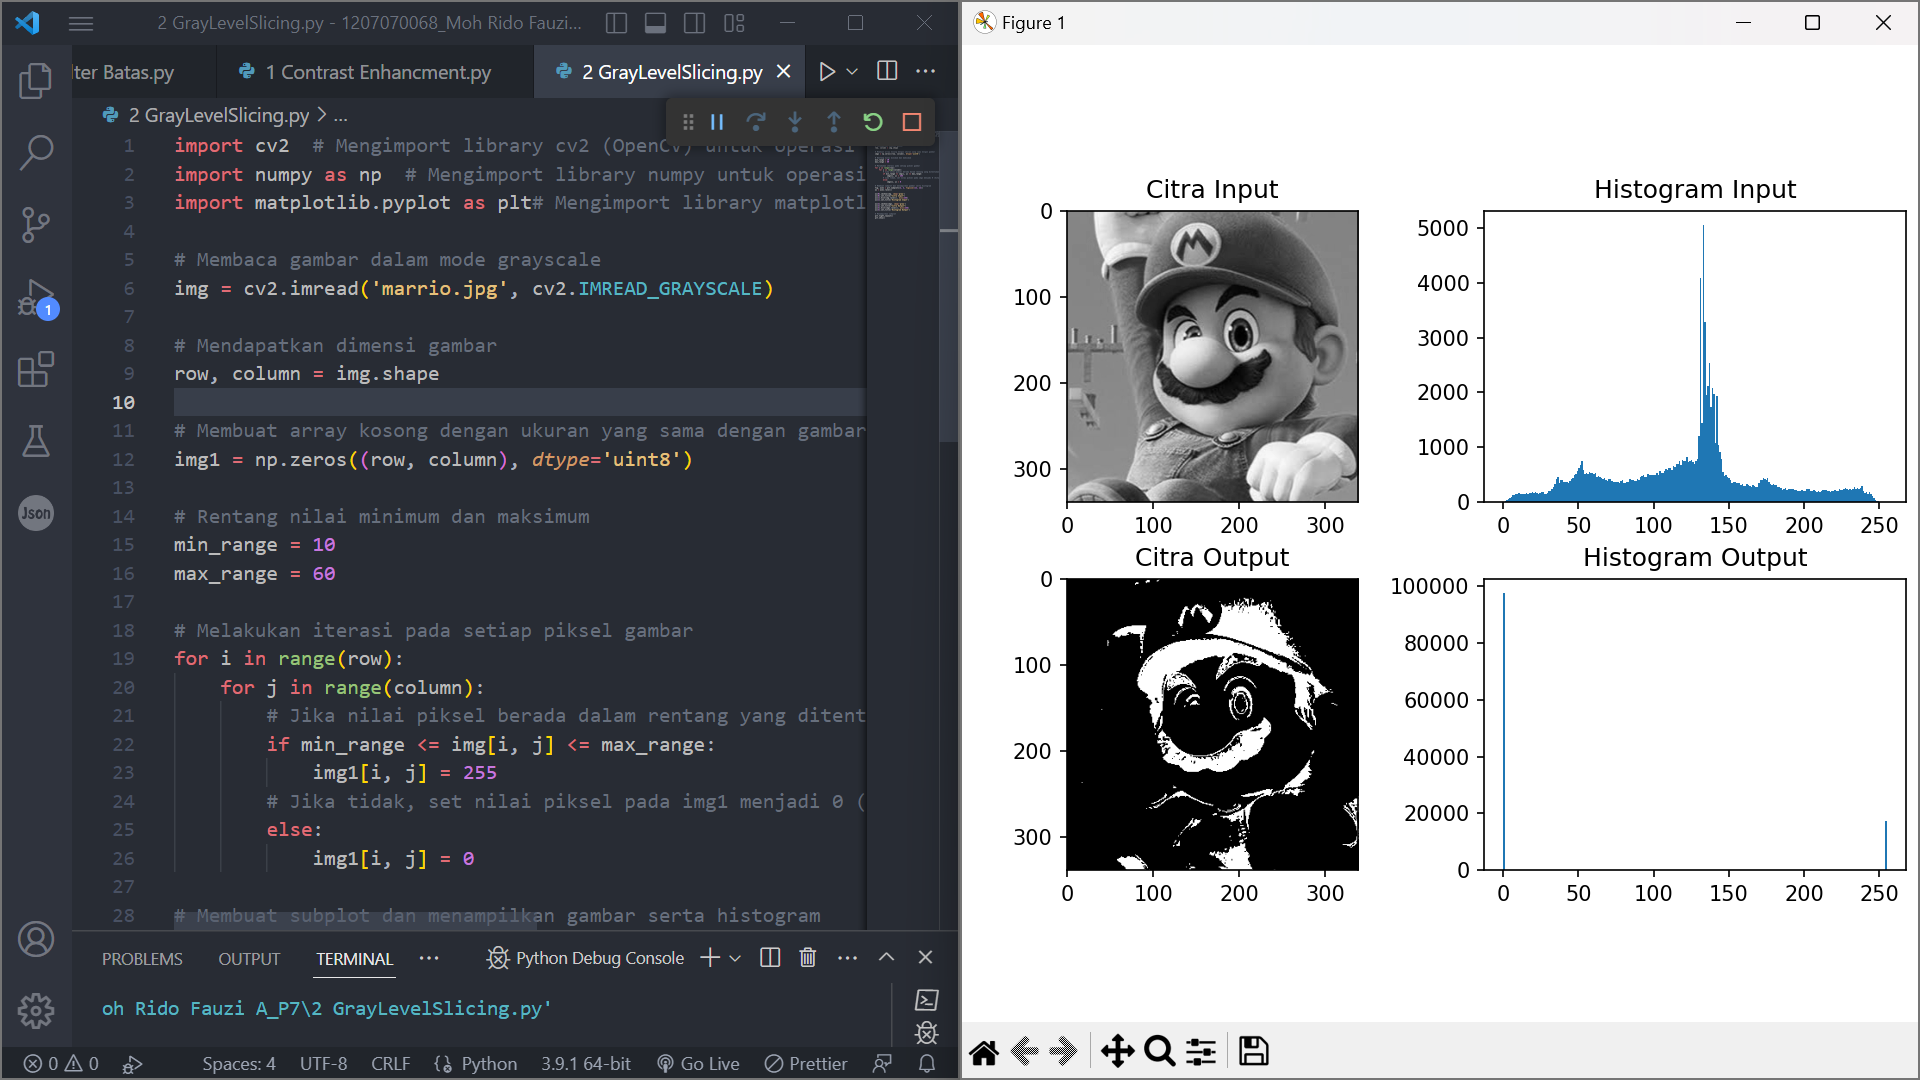 2 GrayLevelSlicing.py - 1207070068_Moh Rido Fauzi...
lter Batas.py
1 Contrast Enhancment.py
2 GrayLevelSlicing.py
2 GrayLevelSlicing.py > ...
1 import cv2  # Mengimport library cv2 (OpenCV) untuk operasi
2 import numpy as np  # Mengimport library numpy untuk operasi
3 import matplotlib.pyplot as plt# Mengimport library matplotl
4
5 # Membaca gambar dalam mode grayscale
6 img = cv2.imread('marrio.jpg', cv2.IMREAD_GRAYSCALE)
7
8 # Mendapatkan dimensi gambar
9 row, column = img.shape
10
11 # Membuat array kosong dengan ukuran yang sama dengan gambar
12 img1 = np.zeros((row, column), dtype='uint8')
13
14 # Rentang nilai minimum dan maksimum
15 min_range = 10
16 max_range = 60
17
18 # Melakukan iterasi pada setiap piksel gambar
19 for i in range(row):
20     for j in range(column):
21         # Jika nilai piksel berada dalam rentang yang ditent
22         if min_range <= img[i, j] <= max_range:
23             img1[i, j] = 255
24         # Jika tidak, set nilai piksel pada img1 menjadi 0 (
25         else:
26             img1[i, j] = 0
27
28 # Membuat subplot dan menampilkan gambar serta histogram
1
Json
PROBLEMS OUTPUT TERMINAL ... Python Debug Console
oh Rido Fauzi A_P7\2 GrayLevelSlicing.py'
0 0 Spaces: 4 UTF-8 CRLF {} Python 3.9.1 64-bit Go Live Prettier
Figure 1
Citra Input
0
100
200
300
0 100 200 300
M
Histogram Input
5000
4000
3000
2000
1000
0
0 50 100 150 200 250
Citra Output
0
100
200
300
0 100 200 300
M
Histogram Output
100000
80000
60000
40000
20000
0
0 50 100 150 200 250